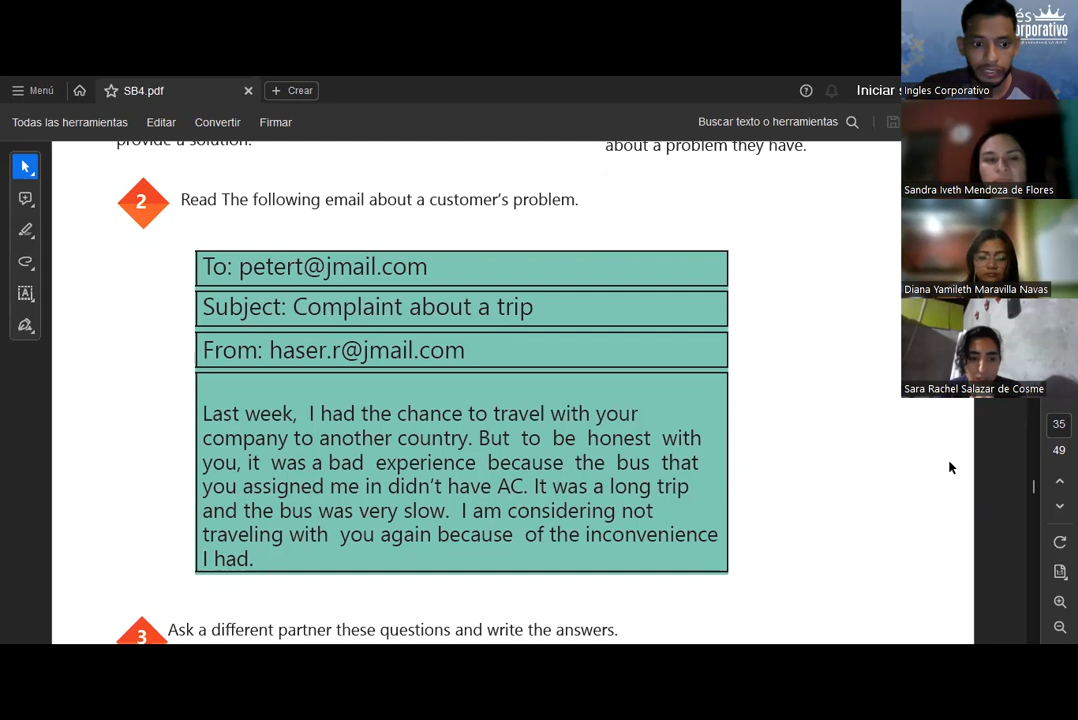 és
orporativo
Menú
SB4.pdf
Crear
Iniciar s
Ingles Corporativo
Todas las herramientas
Editar
Convertir
Firmar
Buscar texto o herramientas
provide a solution.
about a problem they have.
2
Read The following email about a customer's problem.
Sandra Iveth Mendoza de Flores
To: petert@jmail.com
Subject: Complaint about a trip
Diana Yamileth Maravilla Navas
From: haser.r@jmail.com
Sara Rachel Salazar de Cosme
Last week, I had the chance to travel with your
company to another country. But to be honest with
you, it was a bad experience because the bus that
you assigned me in didn't have AC. It was a long trip
and the bus was very slow. I am considering not
traveling with you again because of the inconvenience
I had.
35
49
3
Ask a different partner these questions and write the answers.